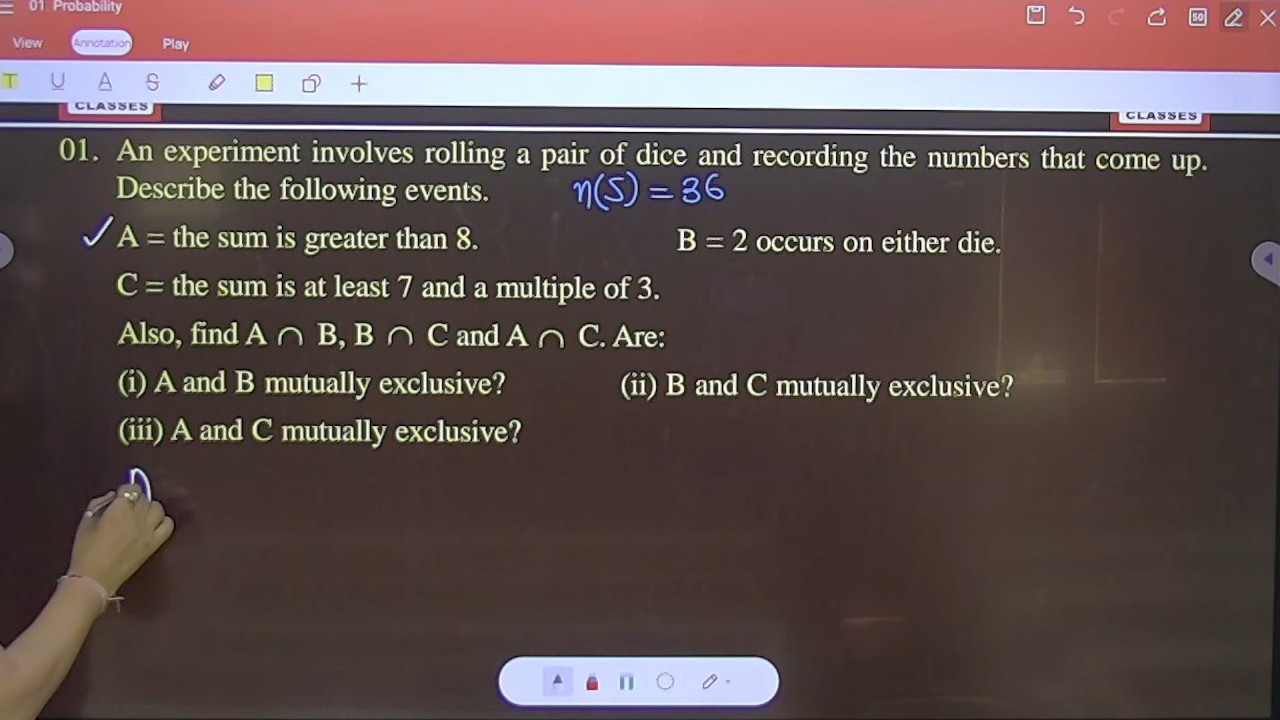 01. Probability
50
View Annotation Play
T U A S
CLASSES
CLASSES
01. An experiment involves rolling a pair of dice and recording the numbers that come up.
Describe the following events. n(S) = 36
A = the sum is greater than 8. B = 2 occurs on either die.
C = the sum is at least 7 and a multiple of 3.
Also, find A ∩ B, B ∩ C and A ∩ C. Are:
(i) A and B mutually exclusive? (ii) B and C mutually exclusive?
(iii) A and C mutually exclusive?